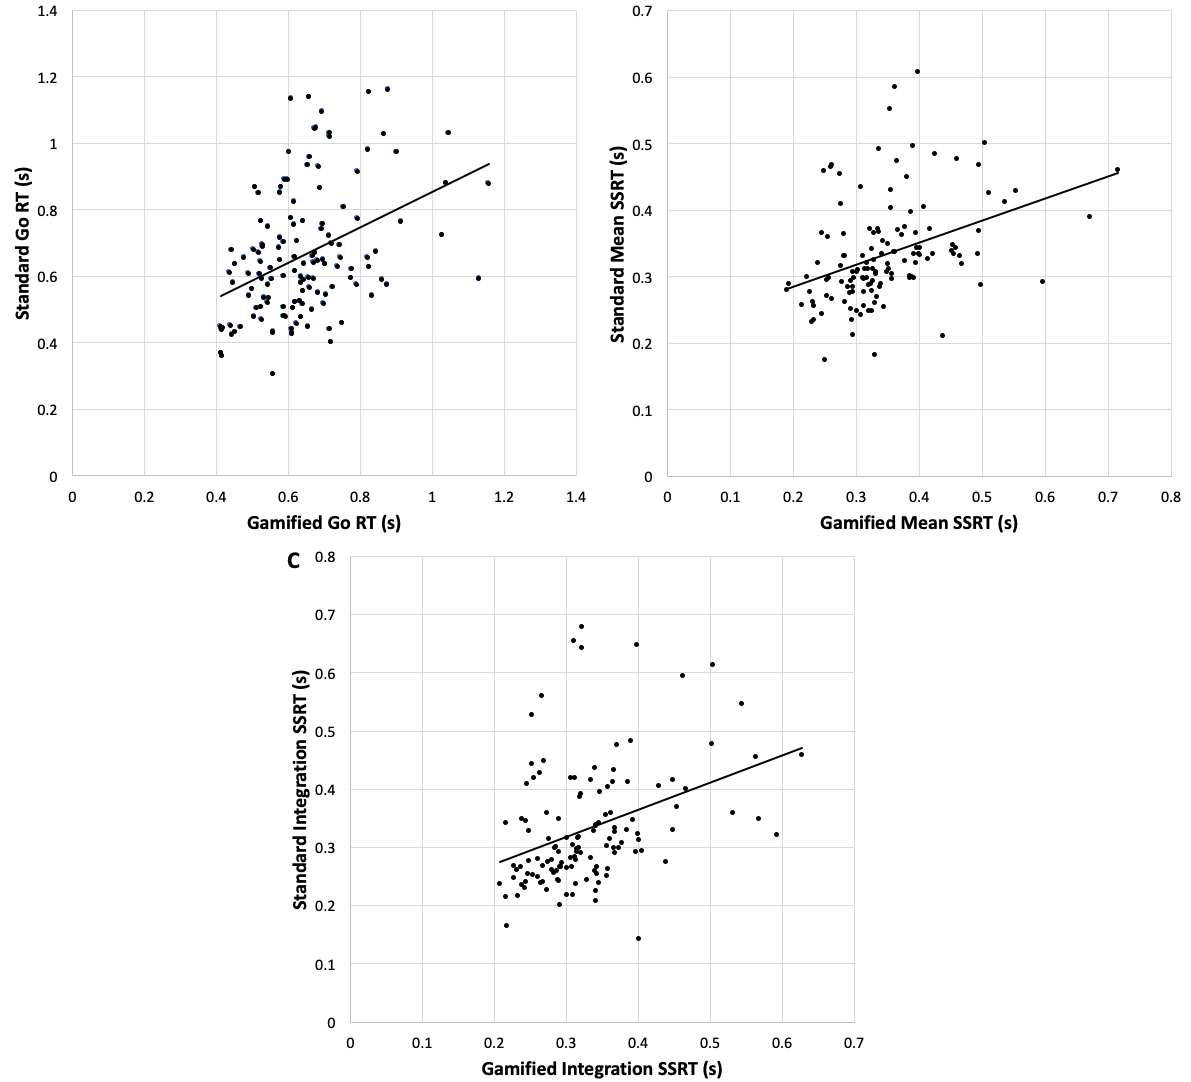 1.4
1.2
1
0.8
0.6
0.4
0.2
0
Standard Go RT (s)
0 0.2 0.4 0.6 0.8 1 1.2 1.4
Gamified Go RT (s)
0.7
0.6
0.5
0.4
0.3
0.2
0.1
0
Standard Mean SSRT (s)
0 0.1 0.2 0.3 0.4 0.5 0.6 0.7 0.8
Gamified Mean SSRT (s)
C
0.8
0.7
0.6
0.5
0.4
0.3
0.2
0.1
0
Standard Integration SSRT (s)
0 0.1 0.2 0.3 0.4 0.5 0.6 0.7
Gamified Integration SSRT (s)